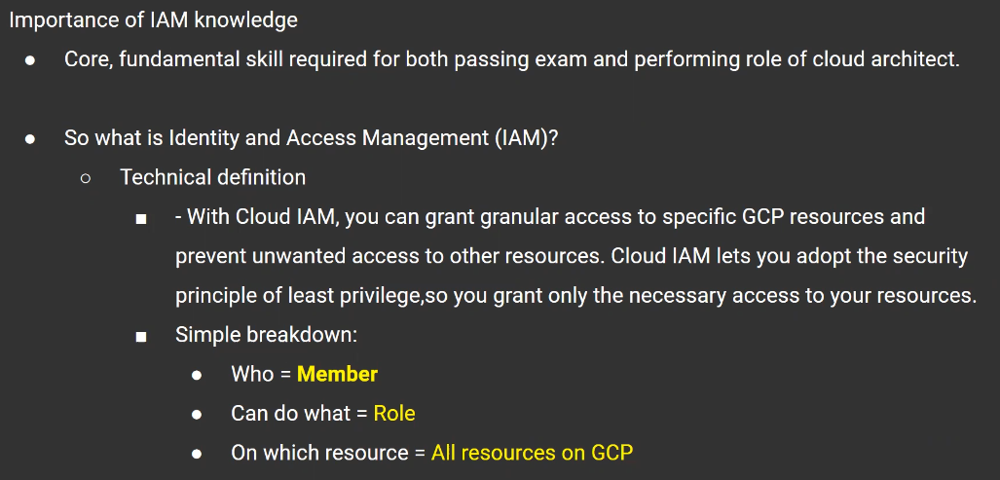 Importance of IAM knowledge
● Core, fundamental skill required for both passing exam and performing role of cloud architect.
● So what is Identity and Access Management (IAM)?
○ Technical definition
■ - With Cloud IAM, you can grant granular access to specific GCP resources and
prevent unwanted access to other resources. Cloud IAM lets you adopt the security
principle of least privilege,so you grant only the necessary access to your resources.
■ Simple breakdown:
● Who = Member
● Can do what = Role
● On which resource = All resources on GCP